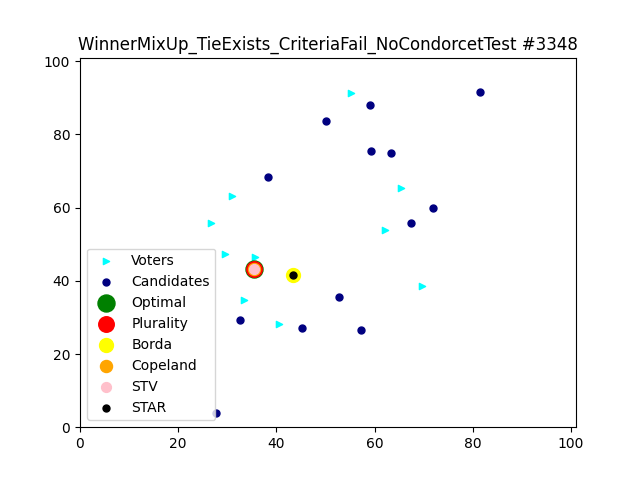 WinnerMixUp_TieExists_CriteriaFail_NoCondorcetTest #3348
100
80
60
40
20
0
Voters
Candidates
Optimal
Plurality
Borda
Copeland
STV
STAR
0 20 40 60 80 100